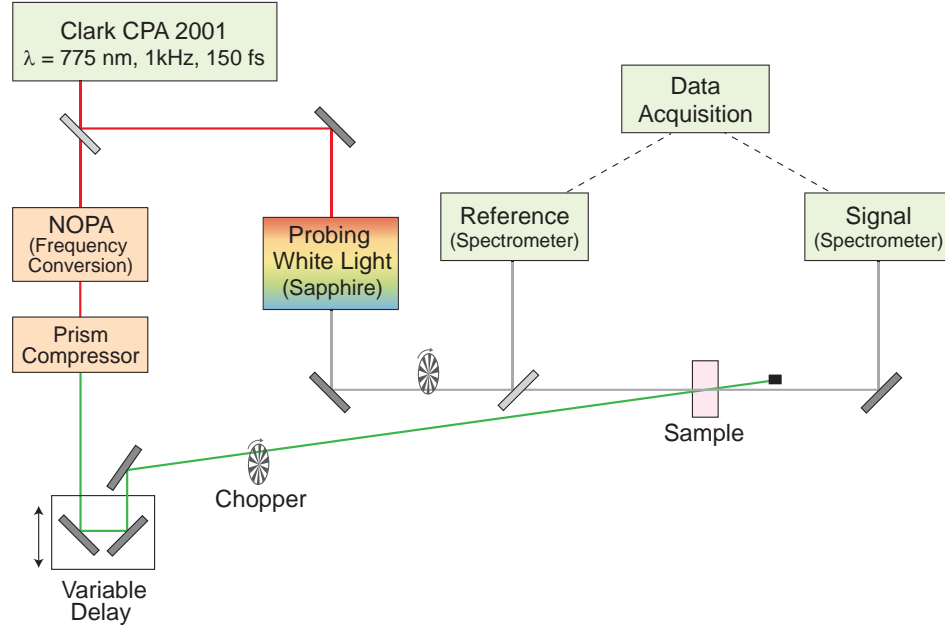 Clark CPA 2001
λ = 775 nm, 1kHz, 150 fs
Data
Acquisition
NOPA
(Frequency
Conversion)
Probing
White Light
(Sapphire)
Reference
(Spectrometer)
Signal
(Spectrometer)
Prism
Compressor
Sample
Chopper
Variable
Delay